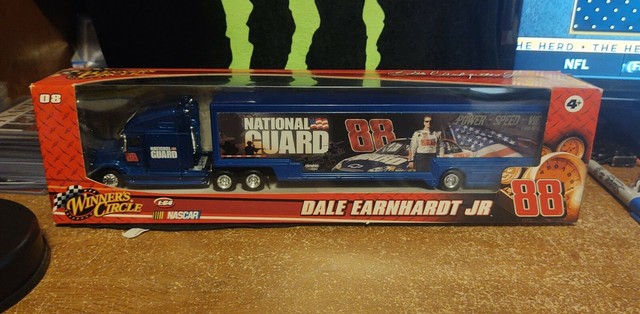 THE HERD • THE HE
NFL
08
4+
NATIONAL
GUARD
88
POWER - SPEED
NATIONAL
GUARD
WINNER'S
CIRCLE
1:64
NASCAR
DALE EARNHARDT JR
88